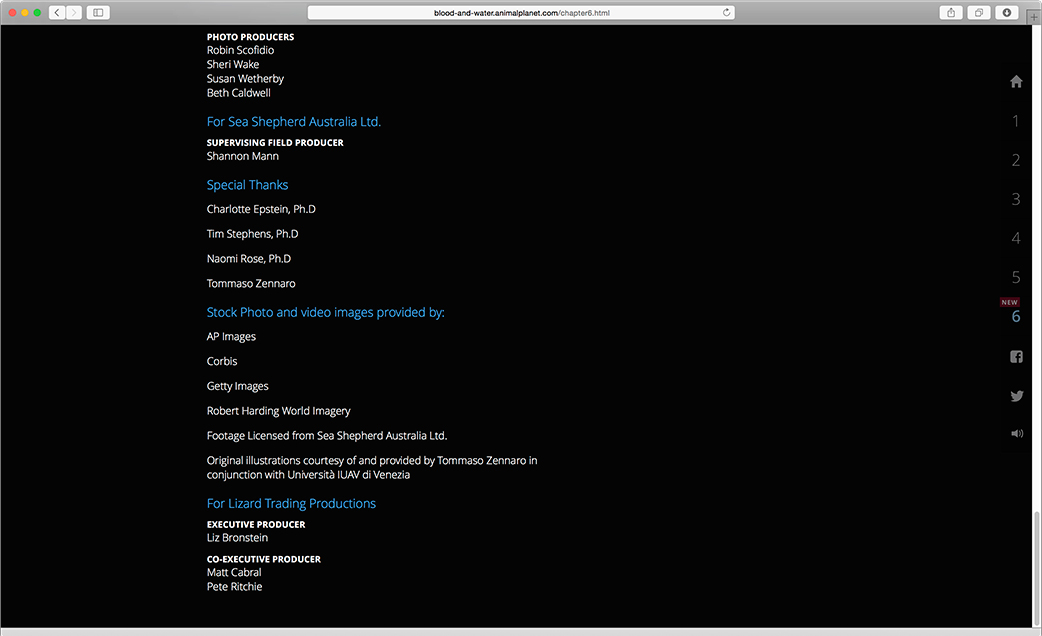 blood-and-water.animalplanet.com/chapter6.html
PHOTO PRODUCERS
Robin Scofidio
Sheri Wake
Susan Wetherby
Beth Caldwell
For Sea Shepherd Australia Ltd.
SUPERVISING FIELD PRODUCER
Shannon Mann
Special Thanks
Charlotte Epstein, Ph.D
Tim Stephens, Ph.D
Naomi Rose, Ph.D
Tommaso Zennaro
Stock Photo and video images provided by:
AP Images
Corbis
Getty Images
Robert Harding World Imagery
Footage Licensed from Sea Shepherd Australia Ltd.
Original illustrations courtesy of and provided by Tommaso Zennaro in
conjunction with Università IUAV di Venezia
For Lizard Trading Productions
EXECUTIVE PRODUCER
Liz Bronstein
CO-EXECUTIVE PRODUCER
Matt Cabral
Pete Ritchie
1
2
3
4
5
NEW
6